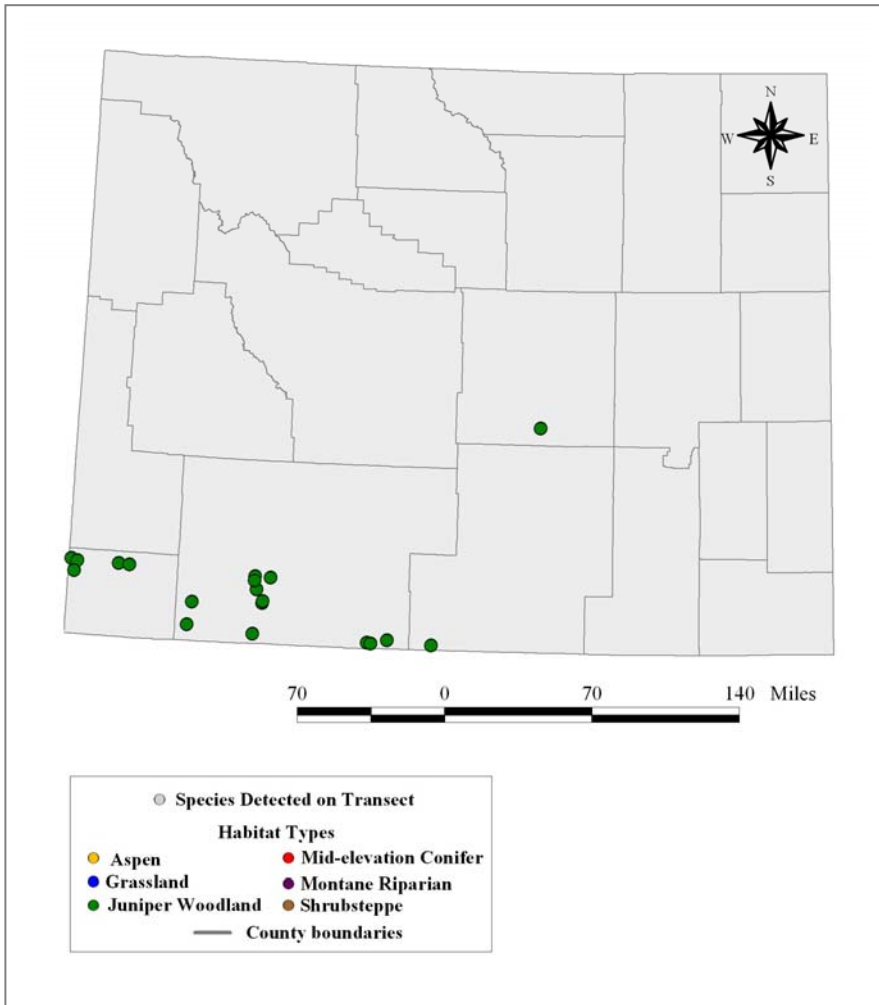 N
W E
S
70 0 70 140 Miles
Species Detected on Transect
Habitat Types
Aspen Mid-elevation Conifer
Grassland Montane Riparian
Juniper Woodland Shrubsteppe
County boundaries